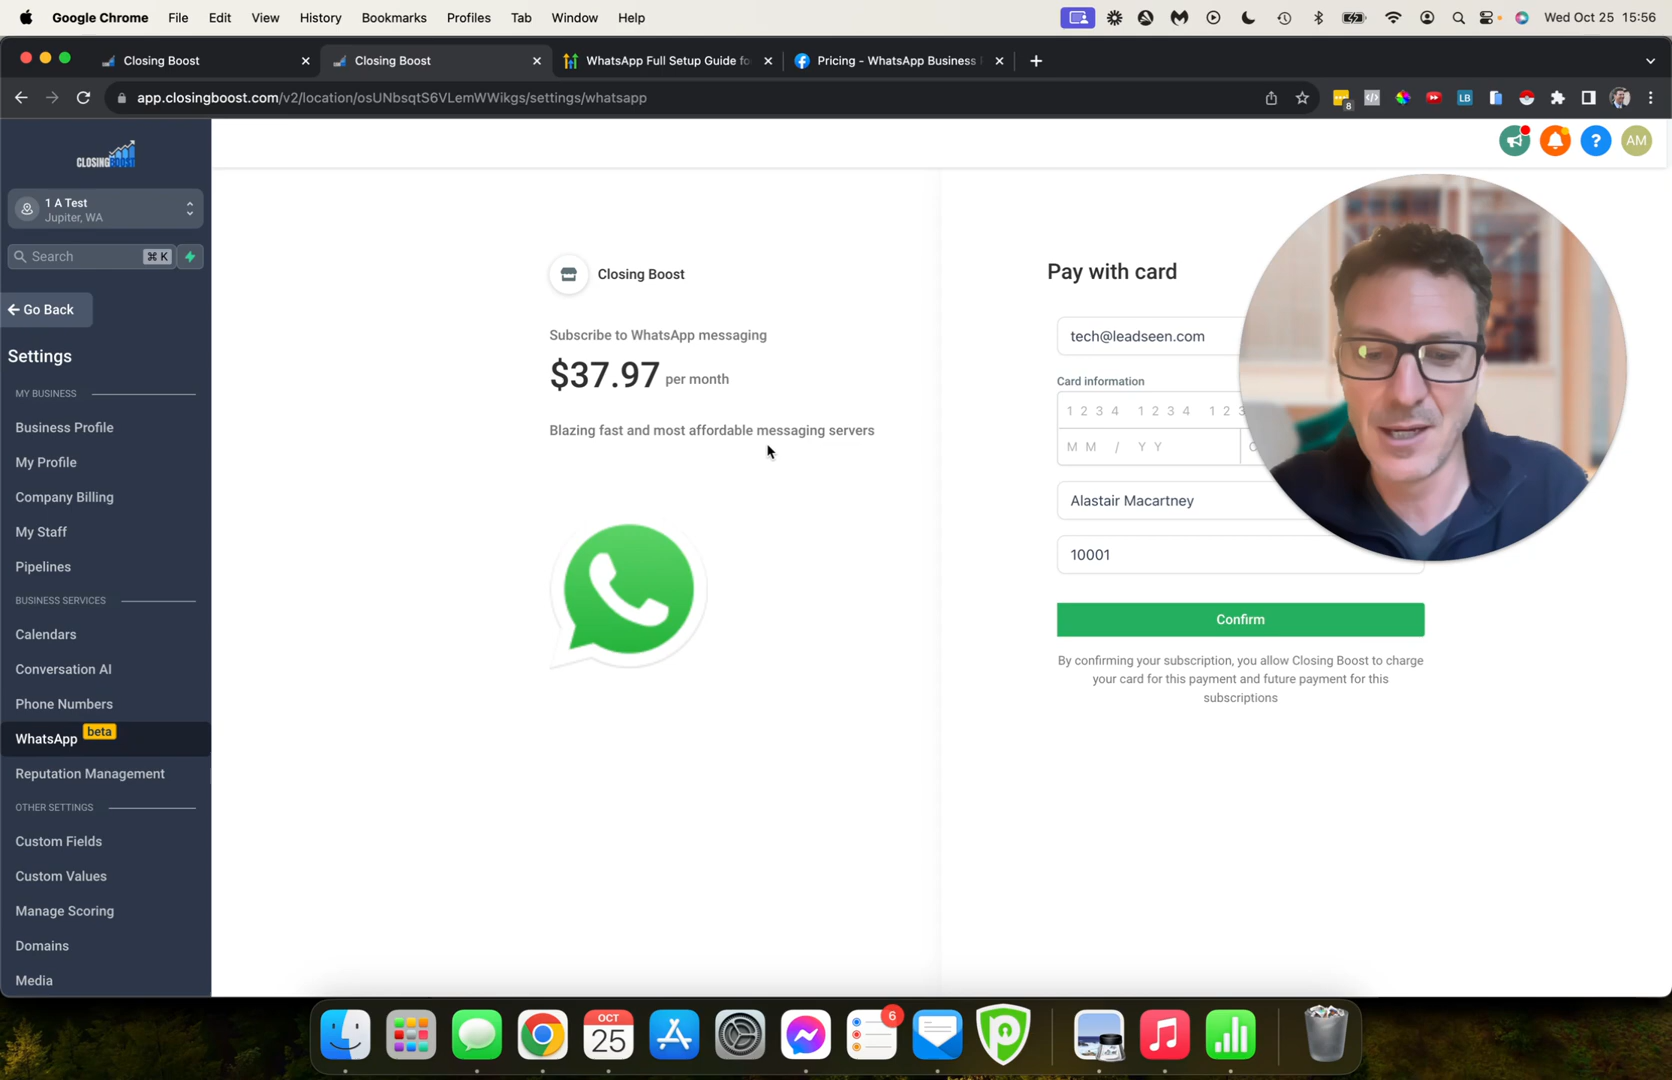 Google Chrome File Edit View History Bookmarks Profiles Tab Window Help Wed Oct 25 15:56
Closing Boost Closing Boost WhatsApp Full Setup Guide fo Pricing - WhatsApp Business P
app.closingboost.com/v2/location/osUNbsqtS6VLemWWikgs/settings/whatsapp
8
LB
CLOSINGBOOST
AM
1 A Test
Jupiter, WA
Search ⌘ K
Go Back
Settings
MY BUSINESS
Business Profile
My Profile
Company Billing
My Staff
Pipelines
BUSINESS SERVICES
Calendars
Conversation AI
Phone Numbers
WhatsApp beta
Reputation Management
OTHER SETTINGS
Custom Fields
Custom Values
Manage Scoring
Domains
Media
Closing Boost
Subscribe to WhatsApp messaging
$37.97 per month
Blazing fast and most affordable messaging servers
Pay with card
tech@leadseen.com
Card information
1234 1234 123
MM / YY C
Alastair Macartney
10001
Confirm
By confirming your subscription, you allow Closing Boost to charge
your card for this payment and future payment for this
subscriptions
OCT
25
6